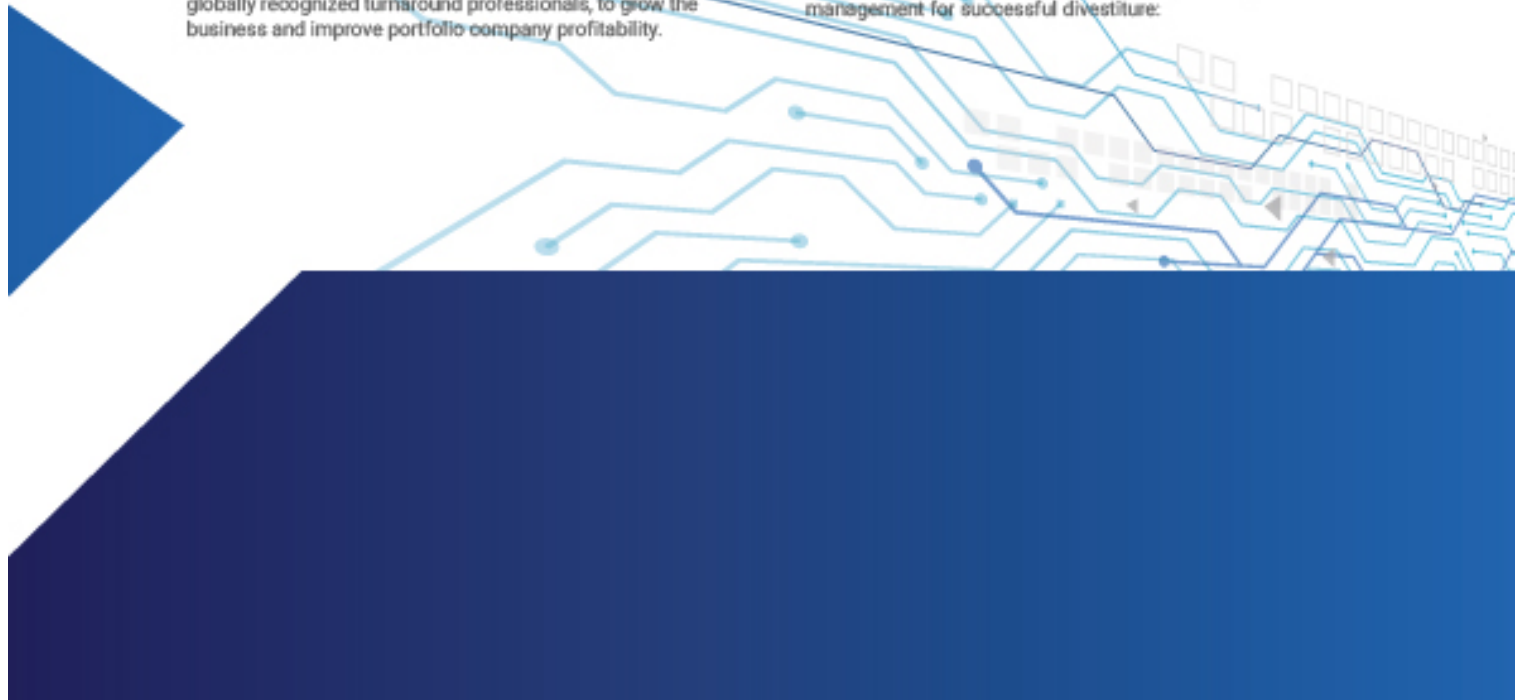 globally recognized turnaround professionals, to grow the
business and improve portfolio company profitability.
management for successful divestiture: